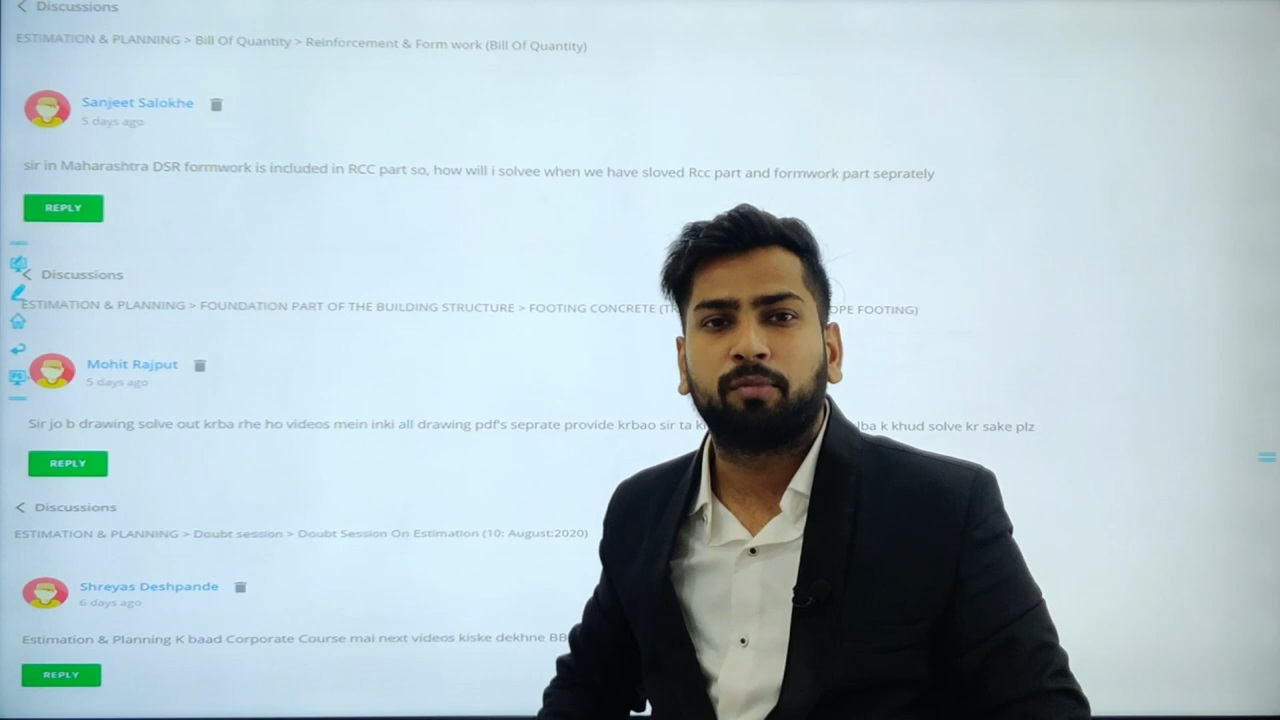 Discussions
ESTIMATION & PLANNING > Bill Of Quantity > Reinforcement & Form work (Bill Of Quantity)
Sanjeet Salokhe
5 days ago
sir in Maharashtra DSR formwork is included in RCC part so, how will i solvee when we have sloved Rcc part and formwork part seprately
REPLY
Discussions
ESTIMATION & PLANNING > FOUNDATION PART OF THE BUILDING STRUCTURE > FOOTING CONCRETE OPE FOOTING)
Mohit Rajput
5 days ago
Sir jo b drawing solve out krba rhe ho videos mein inki all drawing pdf's seprate provide krbao sir ta k khud solve kr sake plz
REPLY
Discussions
ESTIMATION & PLANNING > Doubt session > Doubt Session On Estimation (10: August:2020)
Shreyas Deshpande
6 days ago
Estimation & Planning K baad Corporate Course mai next videos kiske dekhne
REPLY